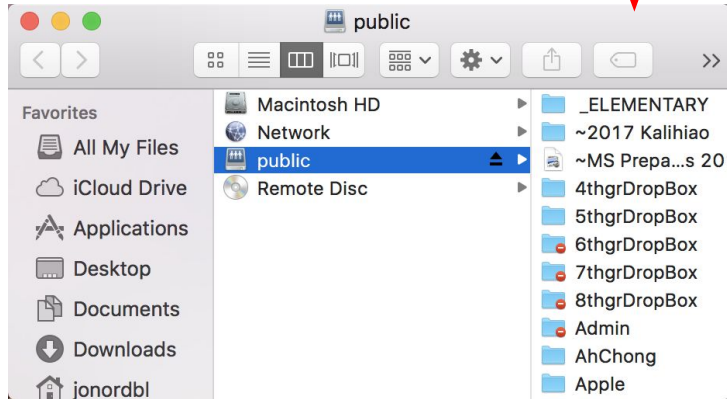 public
Favorites
All My Files
iCloud Drive
Applications
Desktop
Documents
Downloads
jonordbl
Macintosh HD
Network
public
Remote Disc
_ELEMENTARY
~2017 Kalihiao
~MS Prepa...s 20
4thgrDropBox
5thgrDropBox
6thgrDropBox
7thgrDropBox
8thgrDropBox
Admin
AhChong
Apple